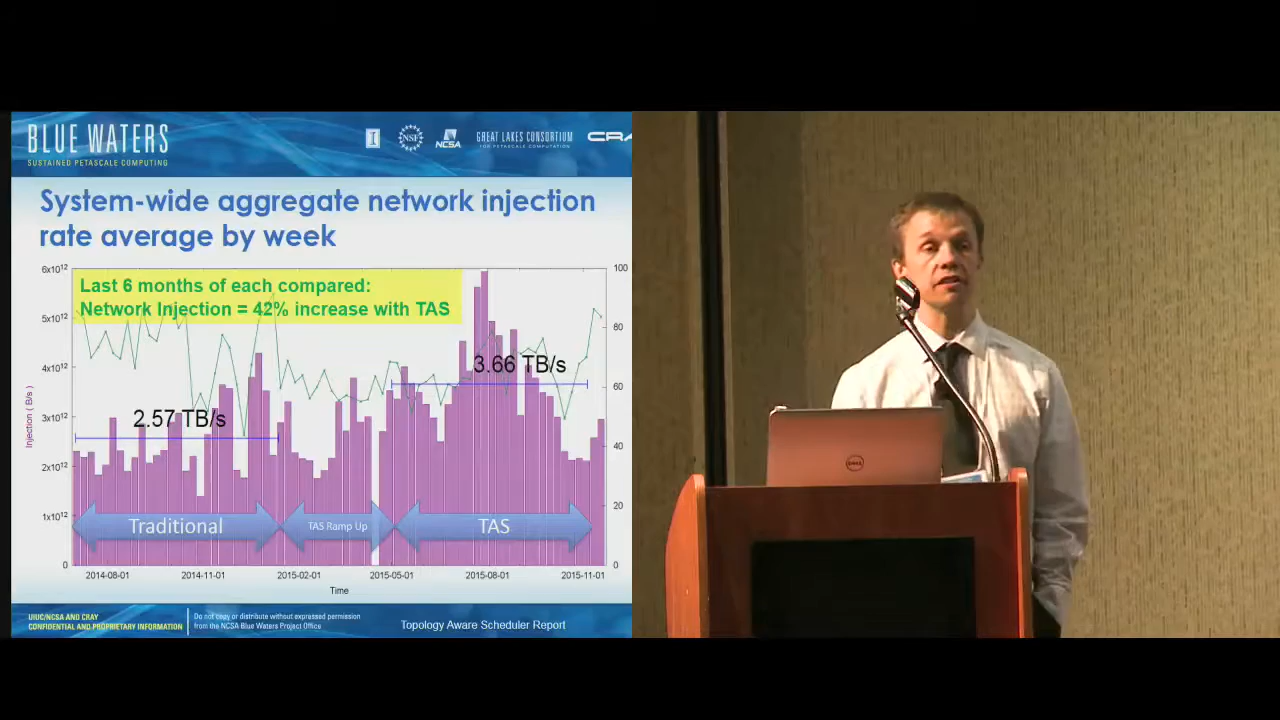 BLUE WATERS
SUSTAINED PETASCALE COMPUTING
I
NSF
NCSA
GREAT LAKES CONSORTIUM
FOR PETASCALE COMPUTATION
CRA
System-wide aggregate network injection
rate average by week
Last 6 months of each compared:
Network Injection = 42% increase with TAS
6x10¹²
5x10¹²
4x10¹²
3x10¹²
2x10¹²
1x10¹²
0
Injection ( B/s )
100
80
60
40
20
0
2.57 TB/s
3.66 TB/s
Traditional
TAS Ramp Up
TAS
2014-08-01
2014-11-01
2015-02-01
2015-05-01
2015-08-01
2015-11-01
Time
UIUC/NCSA AND CRAY
CONFIDENTIAL AND PROPRIETARY INFORMATION
Do not copy or distribute without expressed permission
from the NCSA Blue Waters Project Office
Topology Aware Scheduler Report
DELL